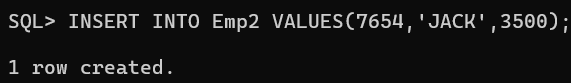 SQL> INSERT INTO Emp2 VALUES(7654,'JACK',3500);
1 row created.